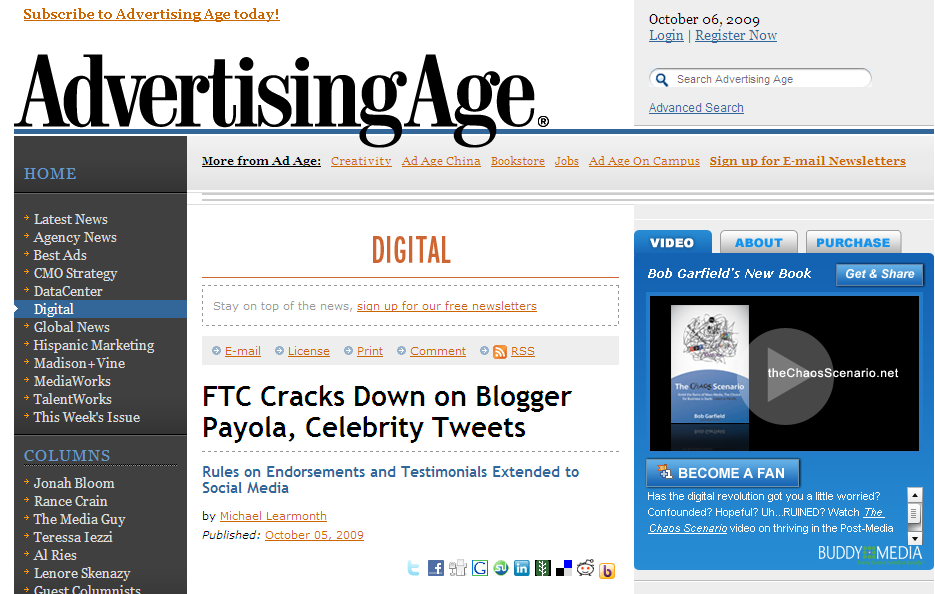 Subscribe to Advertising Age today!
October 06, 2009
Login | Register Now
Search Advertising Age
Advanced Search
AdvertisingAge®
More from Ad Age: Creativity Ad Age China Bookstore Jobs Ad Age On Campus Sign up for E-mail Newsletters
HOME
Latest News
Agency News
Best Ads
CMO Strategy
DataCenter
Digital
Global News
Hispanic Marketing
Madison+Vine
MediaWorks
TalentWorks
This Week's Issue
COLUMNS
Jonah Bloom
Rance Crain
The Media Guy
Teressa Iezzi
Al Ries
Lenore Skenazy
Guest Columnists
DIGITAL
Stay on top of the news, sign up for our free newsletters
E-mail License Print Comment RSS
FTC Cracks Down on Blogger
Payola, Celebrity Tweets
Rules on Endorsements and Testimonials Extended to
Social Media
by Michael Learmonth
Published: October 05, 2009
VIDEO ABOUT PURCHASE
Bob Garfield's New Book Get & Share
The Chaos Scenario
Bob Garfield
theChaosScenario.net
BECOME A FAN
Has the digital revolution got you a little worried?
Confounded? Hopeful? Uh...RUINED? Watch The
Chaos Scenario video on thriving in the Post-Media
BUDDY MEDIA